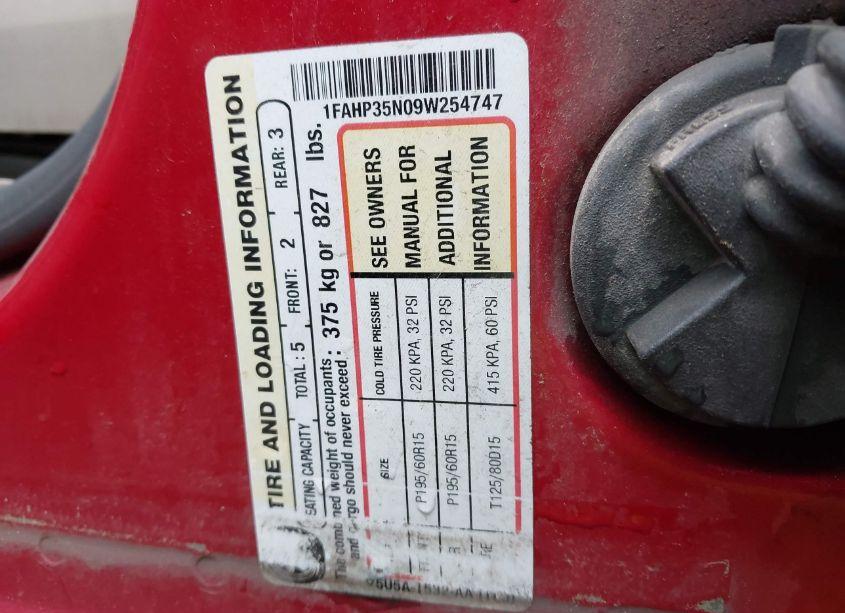 1FAHP35N09W254747
TIRE AND LOADING INFORMATION
SEATING CAPACITY TOTAL : 5 FRONT: 2 REAR: 3
The combined weight of occupants and cargo should never exceed : 375 kg or 827 lbs.
SIZE COLD TIRE PRESSURE
P195/60R15 220 KPA, 32 PSI
P195/60R15 220 KPA, 32 PSI
T125/80D15 415 KPA, 60 PSI
SEE OWNERS
MANUAL FOR
ADDITIONAL
INFORMATION
PRESS